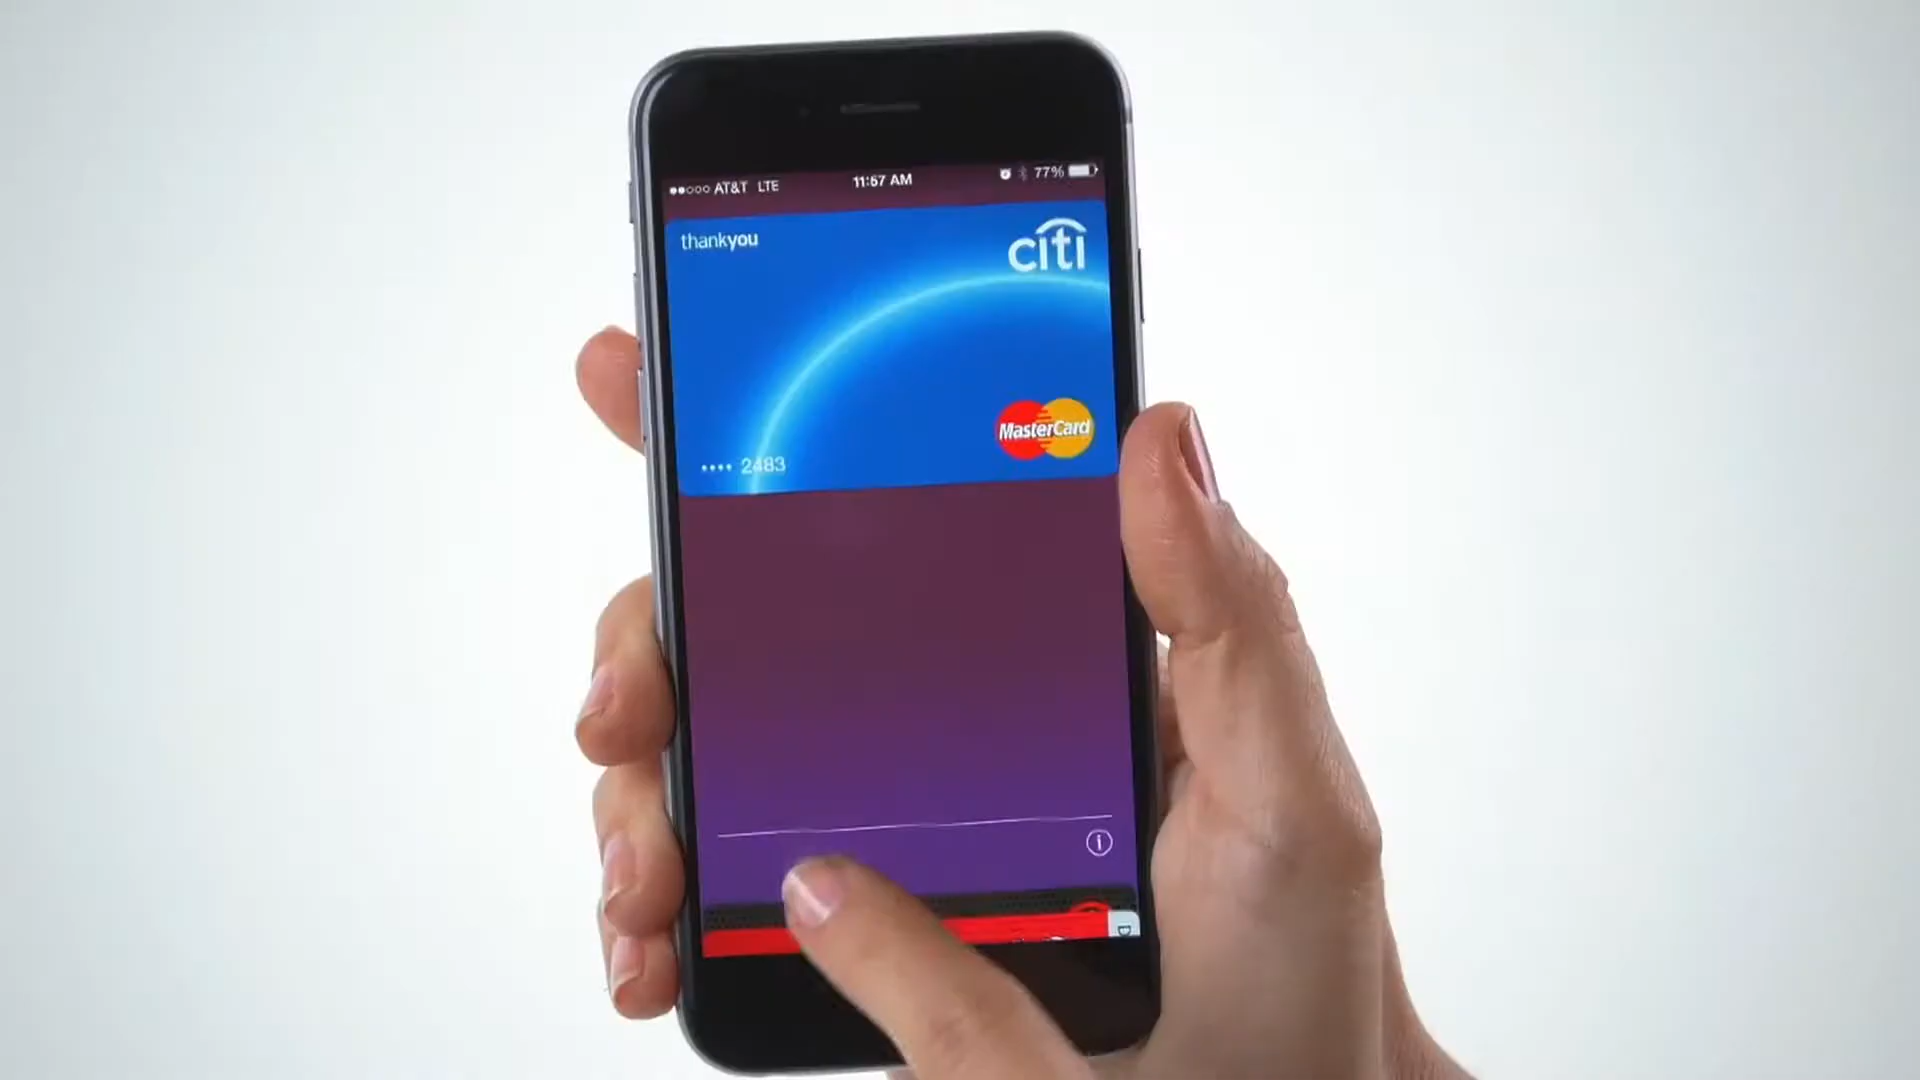 ●●○○○ AT&T LTE 11:57 AM 77%
thankyou
citi
MasterCard
•••• 2483
i
D